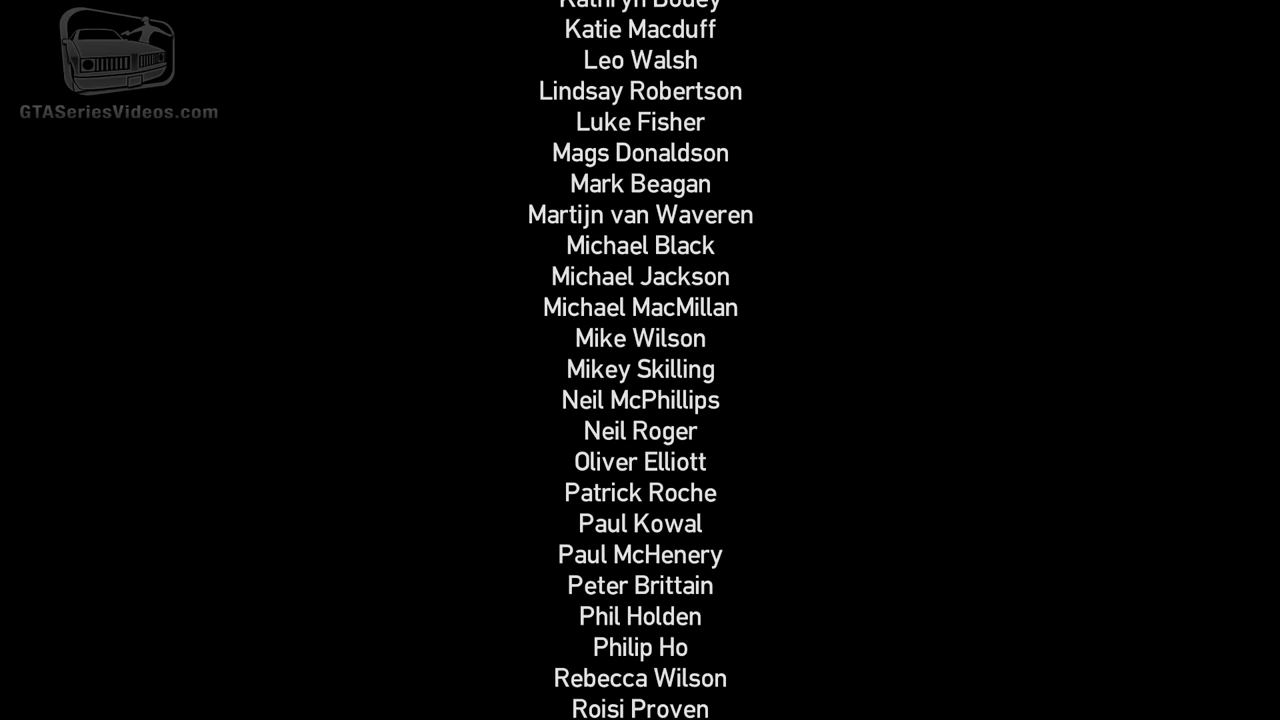 GTASeriesVideos.com
Kathryn Bodey
Katie Macduff
Leo Walsh
Lindsay Robertson
Luke Fisher
Mags Donaldson
Mark Beagan
Martijn van Waveren
Michael Black
Michael Jackson
Michael MacMillan
Mike Wilson
Mikey Skilling
Neil McPhillips
Neil Roger
Oliver Elliott
Patrick Roche
Paul Kowal
Paul McHenery
Peter Brittain
Phil Holden
Philip Ho
Rebecca Wilson
Roisi Proven